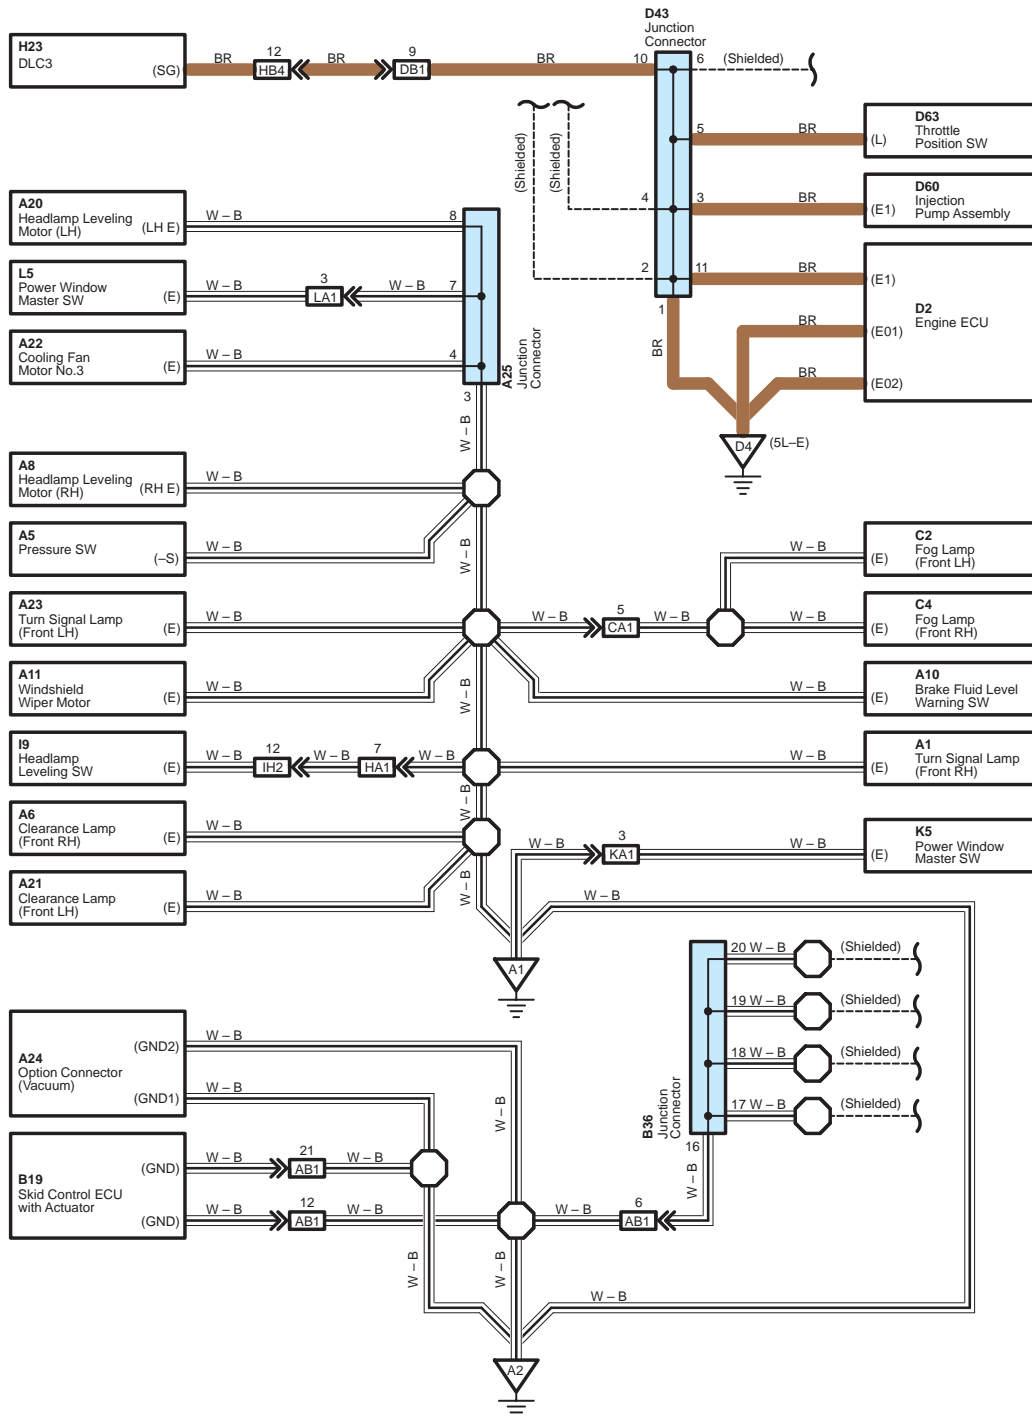 H23
DLC3
(SG)
BR
12
HB4
BR
9
DB1
BR
10
D43
Junction
Connector
6
(Shielded)
5
BR
(L)
D63
Throttle
Position SW
(Shielded)
(Shielded)
4
3
BR
(E1)
D60
Injection
Pump Assembly
2
11
BR
(E1)
D2
Engine ECU
BR
(E01)
BR
(E02)
1
BR
D4
(5L–E)
A20
Headlamp Leveling
Motor (LH)
(LH E)
W – B
8
L5
Power Window
Master SW
(E)
W – B
3
LA1
W – B
7
A22
Cooling Fan
Motor No.3
(E)
W – B
4
A25
Junction
Connector
3
W – B
A8
Headlamp Leveling
Motor (RH)
(RH E)
W – B
A5
Pressure SW
(–S)
W – B
W – B
A23
Turn Signal Lamp
(Front LH)
(E)
W – B
W – B
5
CA1
W – B
W – B
(E)
C2
Fog Lamp
(Front LH)
W – B
(E)
C4
Fog Lamp
(Front RH)
A11
Windshield
Wiper Motor
(E)
W – B
W – B
W – B
(E)
A10
Brake Fluid Level
Warning SW
I9
Headlamp
Leveling SW
(E)
W – B
12
IH2
W – B
7
HA1
W – B
W – B
(E)
A1
Turn Signal Lamp
(Front RH)
W – B
A6
Clearance Lamp
(Front RH)
(E)
W – B
A21
Clearance Lamp
(Front LH)
(E)
W – B
W – B
W – B
W – B
3
KA1
W – B
(E)
K5
Power Window
Master SW
W – B
A1
B36
Junction
Connector
20 W – B
(Shielded)
19 W – B
(Shielded)
18 W – B
(Shielded)
17 W – B
(Shielded)
16
W – B
A24
Option Connector
(Vacuum)
(GND2)
W – B
(GND1)
W – B
W – B
B19
Skid Control ECU
with Actuator
(GND)
W – B
21
AB1
W – B
(GND)
W – B
12
AB1
W – B
W – B
6
AB1
W – B
W – B
W – B
A2